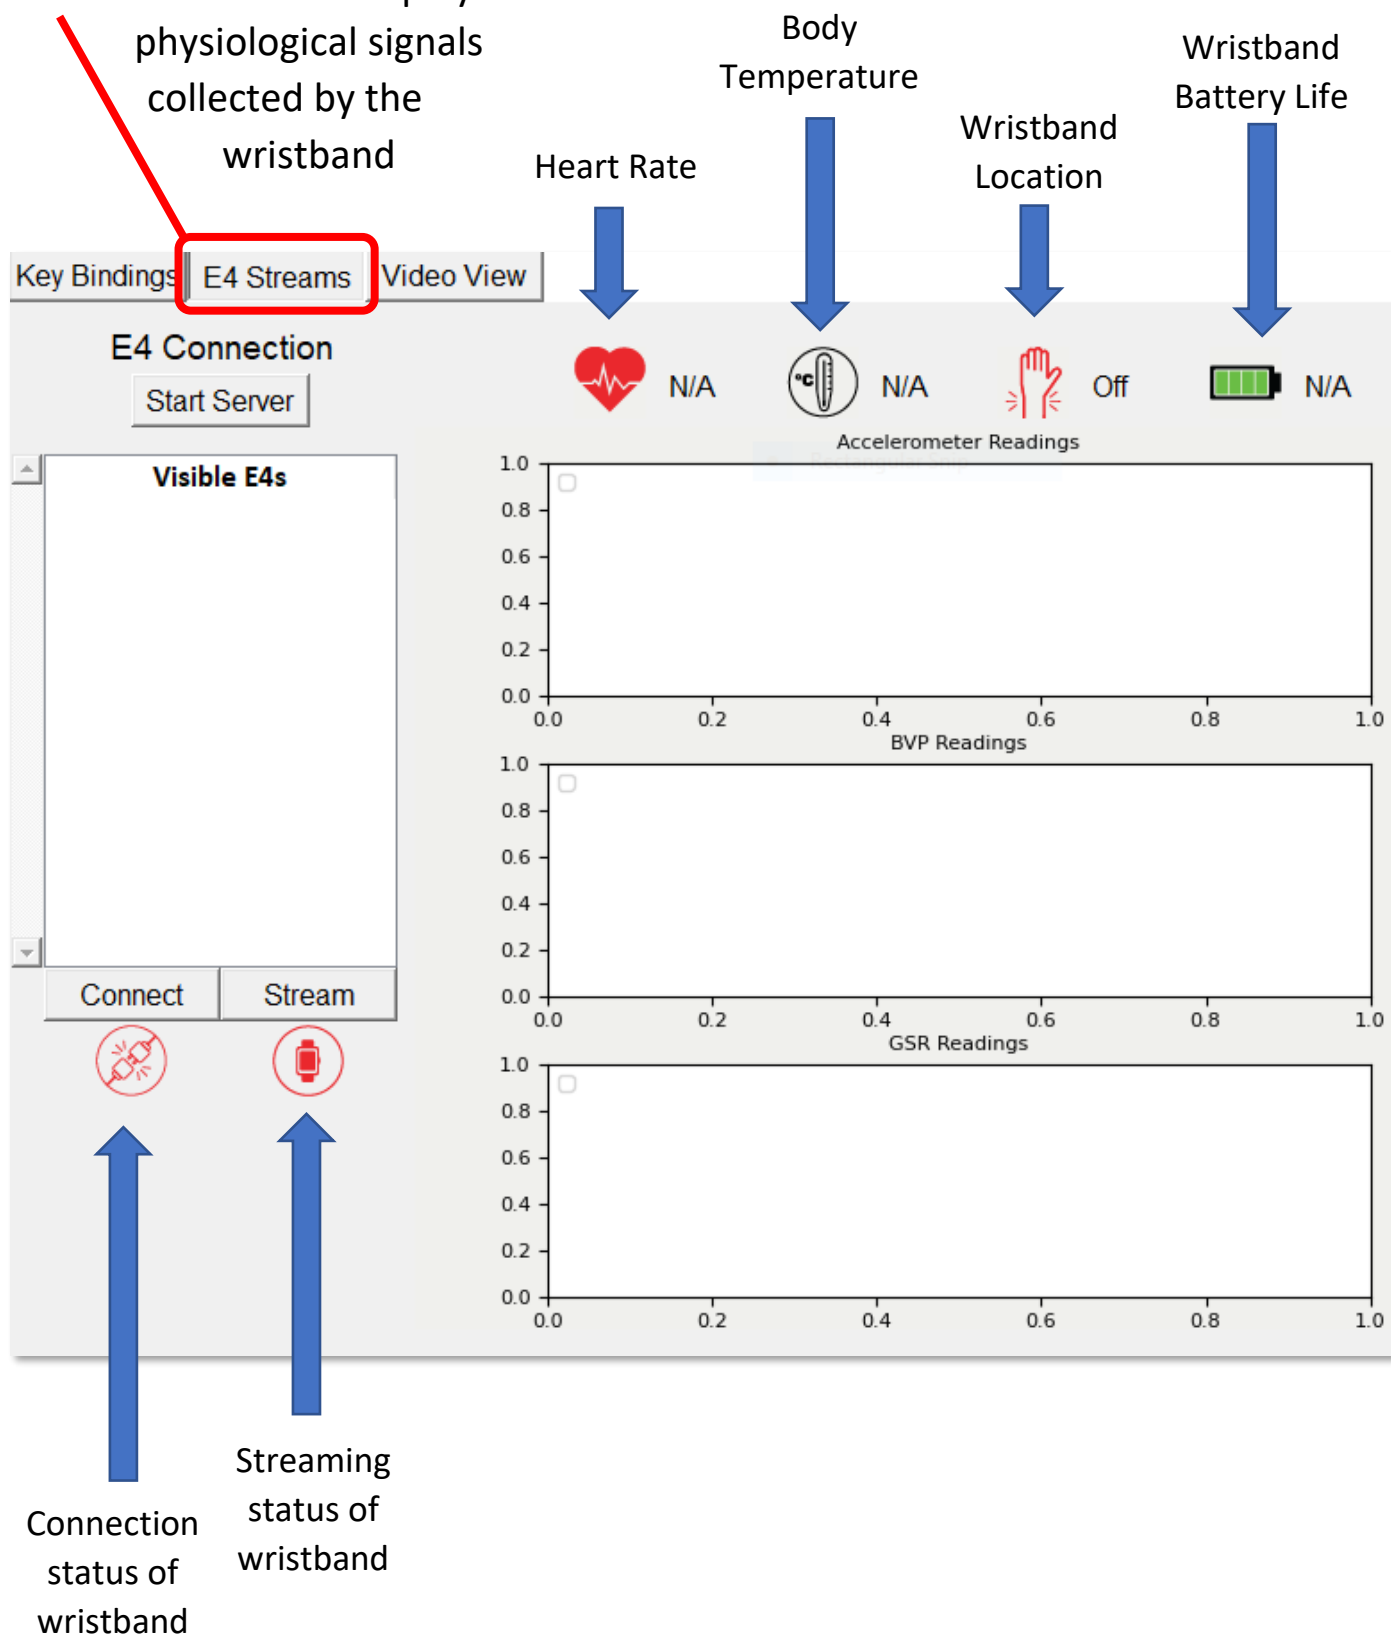 physiological signals
collected by the
wristband
Heart Rate
Body
Temperature
Wristband
Location
Wristband
Battery Life
Key Bindings
E4 Streams
Video View
E4 Connection
Start Server
N/A
°C
N/A
Off
N/A
Visible E4s
Connect
Stream
Accelerometer Readings
Rectangular Snip
1.0
0.8
0.6
0.4
0.2
0.0
0.0 0.2 0.4 0.6 0.8 1.0
BVP Readings
1.0
0.8
0.6
0.4
0.2
0.0
0.0 0.2 0.4 0.6 0.8 1.0
GSR Readings
1.0
0.8
0.6
0.4
0.2
0.0
0.0 0.2 0.4 0.6 0.8 1.0
Connection
status of
wristband
Streaming
status of
wristband